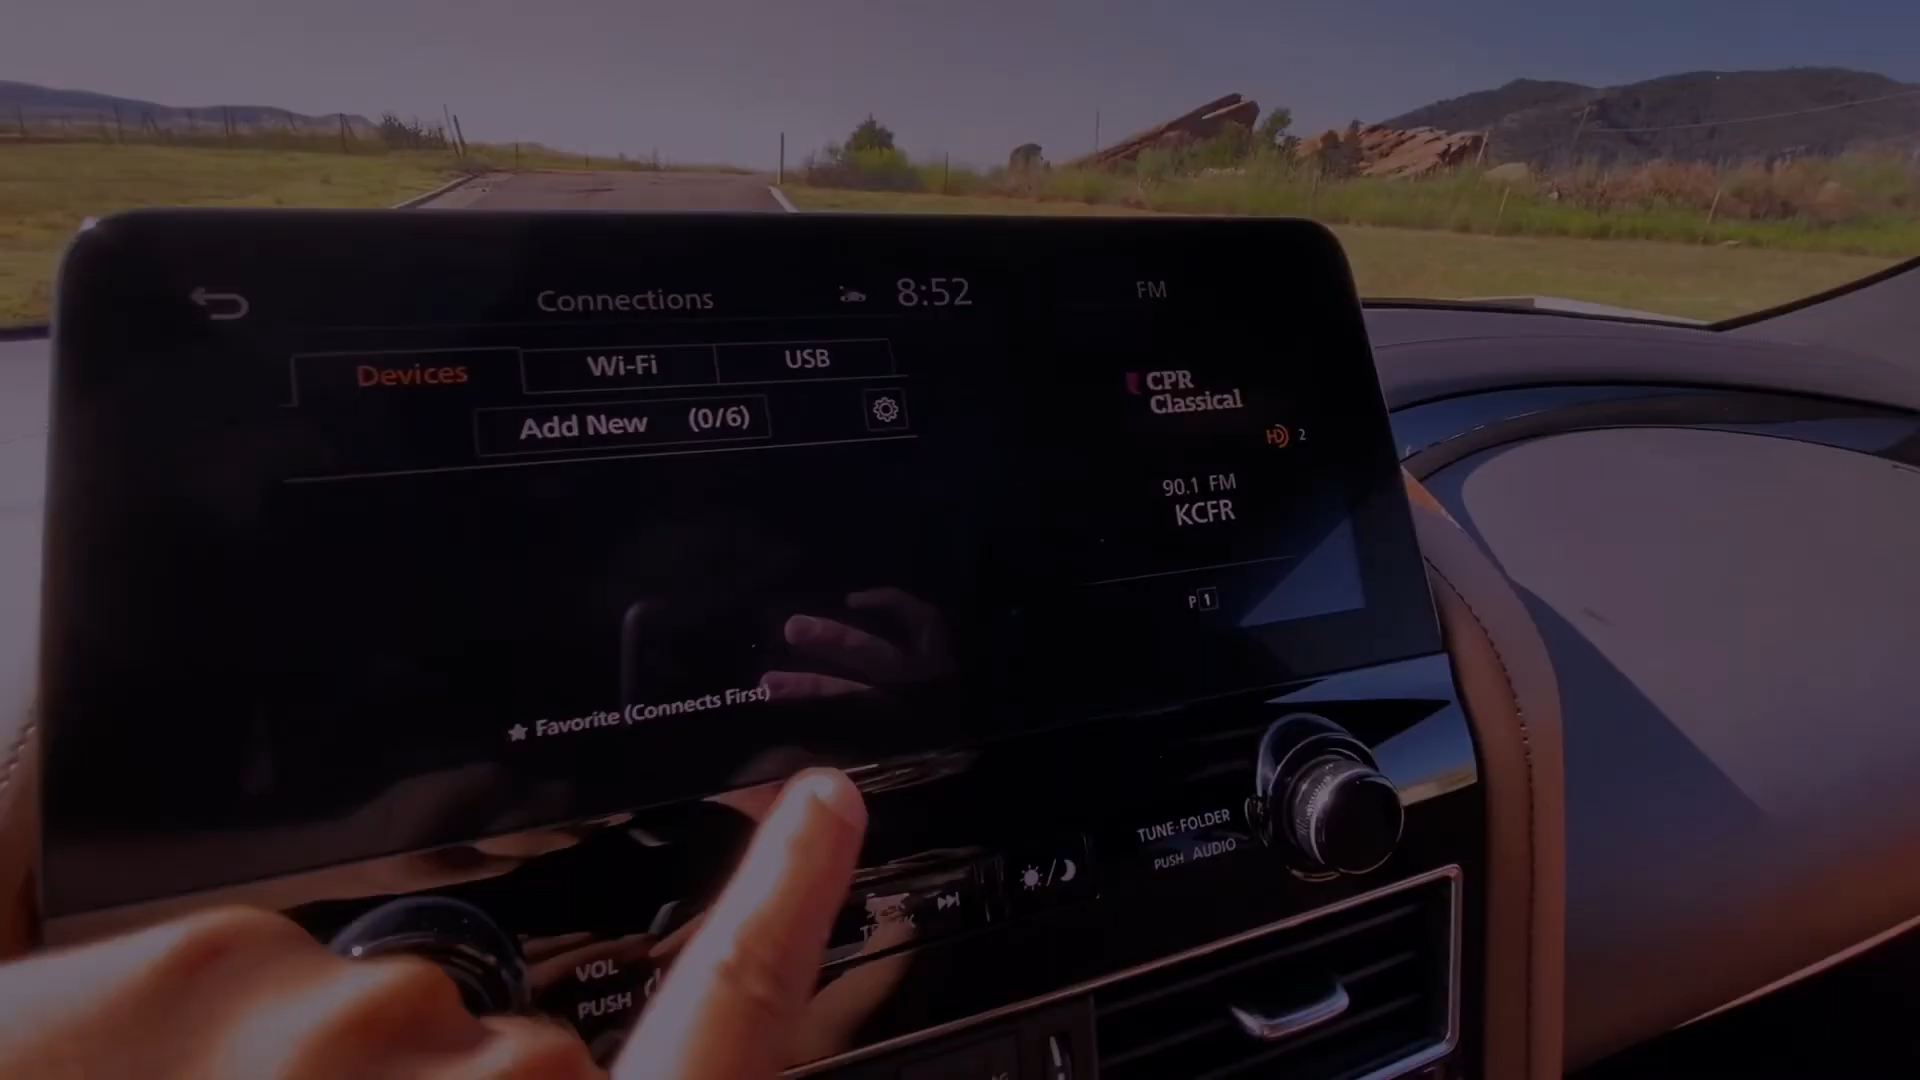 Connections
8:52
FM
Devices
Wi-Fi
USB
Add New (0/6)
CPR
Classical
HD 2
90.1 FM
KCFR
P 1
Favorite (Connects First)
TUNE·FOLDER
PUSH AUDIO
VOL
PUSH